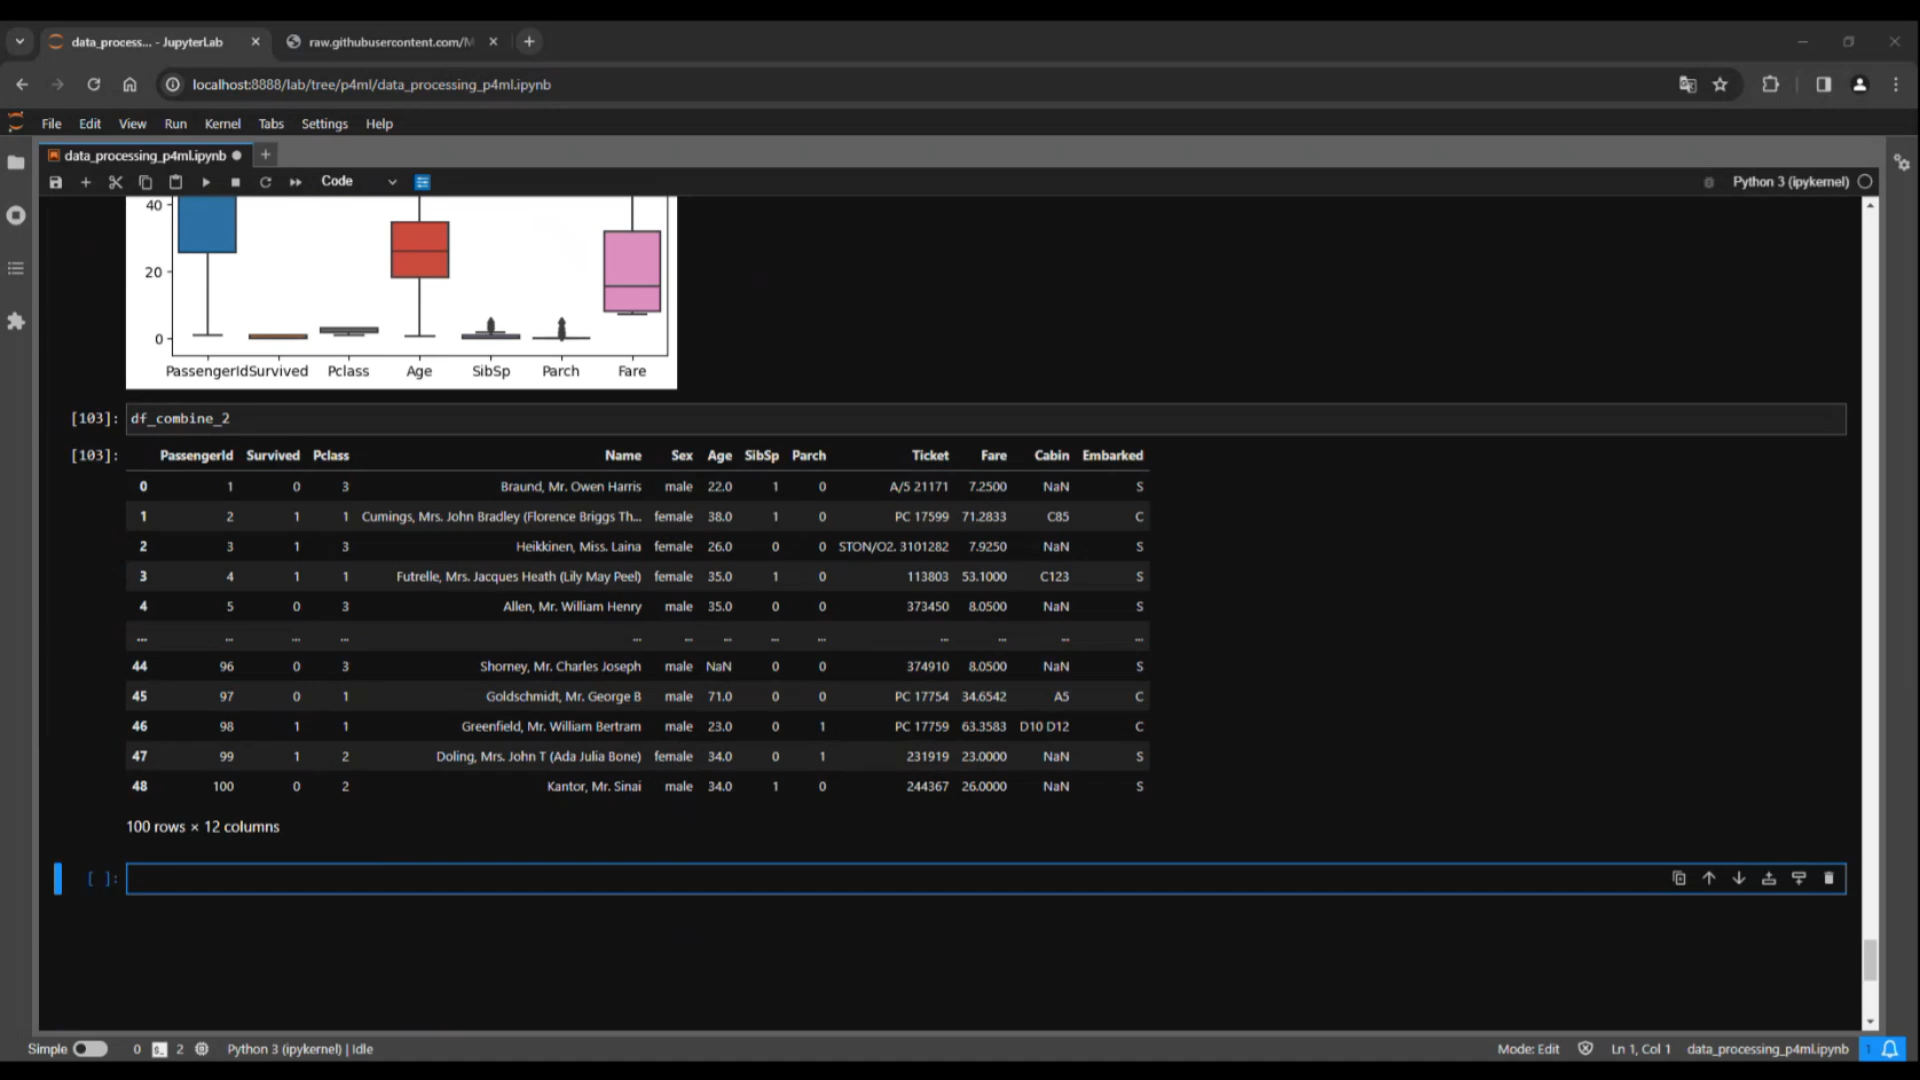 data_process... - JupyterLab
raw.githubusercontent.com/M
localhost:8888/lab/tree/p4ml/data_processing_p4ml.ipynb
File Edit View Run Kernel Tabs Settings Help
data_processing_p4ml.ipynb
Code
Python 3 (ipykernel)
40
20
0
PassengerId Survived Pclass Age SibSp Parch Fare
[103]: df_combine_2
[103]: PassengerId Survived Pclass Name Sex Age SibSp Parch Ticket Fare Cabin Embarked
0 1 0 3 Braund, Mr. Owen Harris male 22.0 1 0 A/5 21171 7.2500 NaN S
1 2 1 1 Cumings, Mrs. John Bradley (Florence Briggs Th... female 38.0 1 0 PC 17599 71.2833 C85 C
2 3 1 3 Heikkinen, Miss. Laina female 26.0 0 0 STON/O2. 3101282 7.9250 NaN S
3 4 1 1 Futrelle, Mrs. Jacques Heath (Lily May Peel) female 35.0 1 0 113803 53.1000 C123 S
4 5 0 3 Allen, Mr. William Henry male 35.0 0 0 373450 8.0500 NaN S
... ... ... ... ... ... ... ... ... ... ... ... ...
44 96 0 3 Shorney, Mr. Charles Joseph male NaN 0 0 374910 8.0500 NaN S
45 97 0 1 Goldschmidt, Mr. George B male 71.0 0 0 PC 17754 34.6542 A5 C
46 98 1 1 Greenfield, Mr. William Bertram male 23.0 0 1 PC 17759 63.3583 D10 D12 C
47 99 1 2 Doling, Mrs. John T (Ada Julia Bone) female 34.0 0 1 231919 23.0000 NaN S
48 100 0 2 Kantor, Mr. Sinai male 34.0 1 0 244367 26.0000 NaN S
100 rows × 12 columns
[ ]:
Simple 0 2 Python 3 (ipykernel) | Idle Mode: Edit Ln 1, Col 1 data_processing_p4ml.ipynb 1